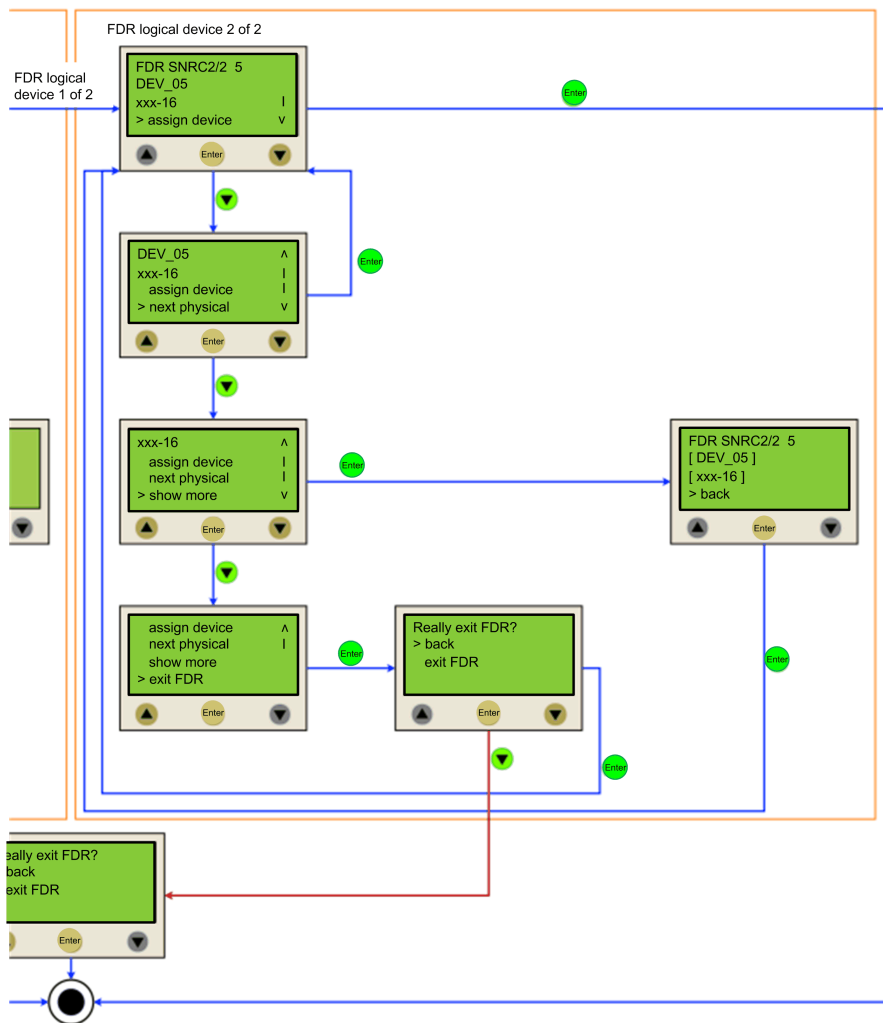 FDR logical device 2 of 2
FDR logical
device 1 of 2
FDR SNRC2/2 5
DEV_05
xxx-16 I
> assign device v
Enter
Enter
DEV_05 ʌ
xxx-16 I
assign device I
> next physical v
Enter
Enter
xxx-16 ʌ
assign device I
next physical I
> show more v
Enter
Enter
FDR SNRC2/2 5
[ DEV_05 ]
[ xxx-16 ]
> back
Enter
assign device ʌ
next physical I
show more
> exit FDR
Enter
Enter
Really exit FDR?
> back
exit FDR
Enter
Enter
Enter
eally exit FDR?
back
exit FDR
Enter